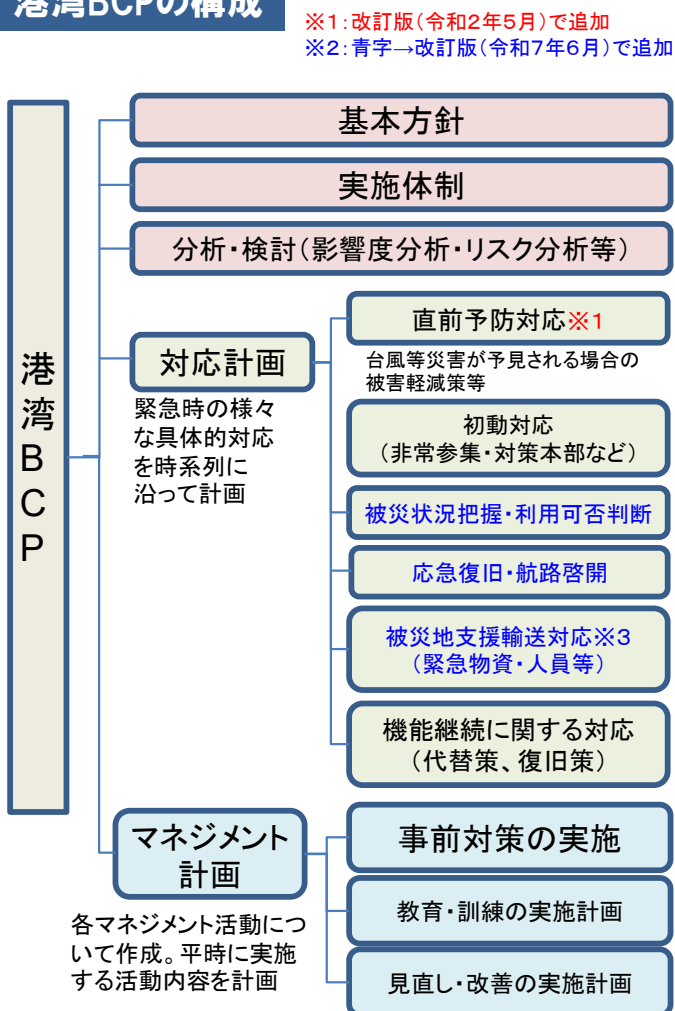 港湾BCPの構成
※1：改訂版（令和2年5月）で追加
※2：青字→改訂版（令和7年6月）で追加
港湾BCP
基本方針
実施体制
分析・検討（影響度分析・リスク分析等）
対応計画
緊急時の様々
な具体的対応
を時系列に
沿って計画
直前予防対応※1
台風等災害が予見される場合の
被害軽減策等
初動対応
（非常参集・対策本部など）
被災状況把握・利用可否判断
応急復旧・航路啓開
被災地支援輸送対応※3
（緊急物資・人員等）
機能継続に関する対応
（代替策、復旧策）
マネジメント
計画
各マネジメント活動につ
いて作成。平時に実施
する活動内容を計画
事前対策の実施
教育・訓練の実施計画
見直し・改善の実施計画